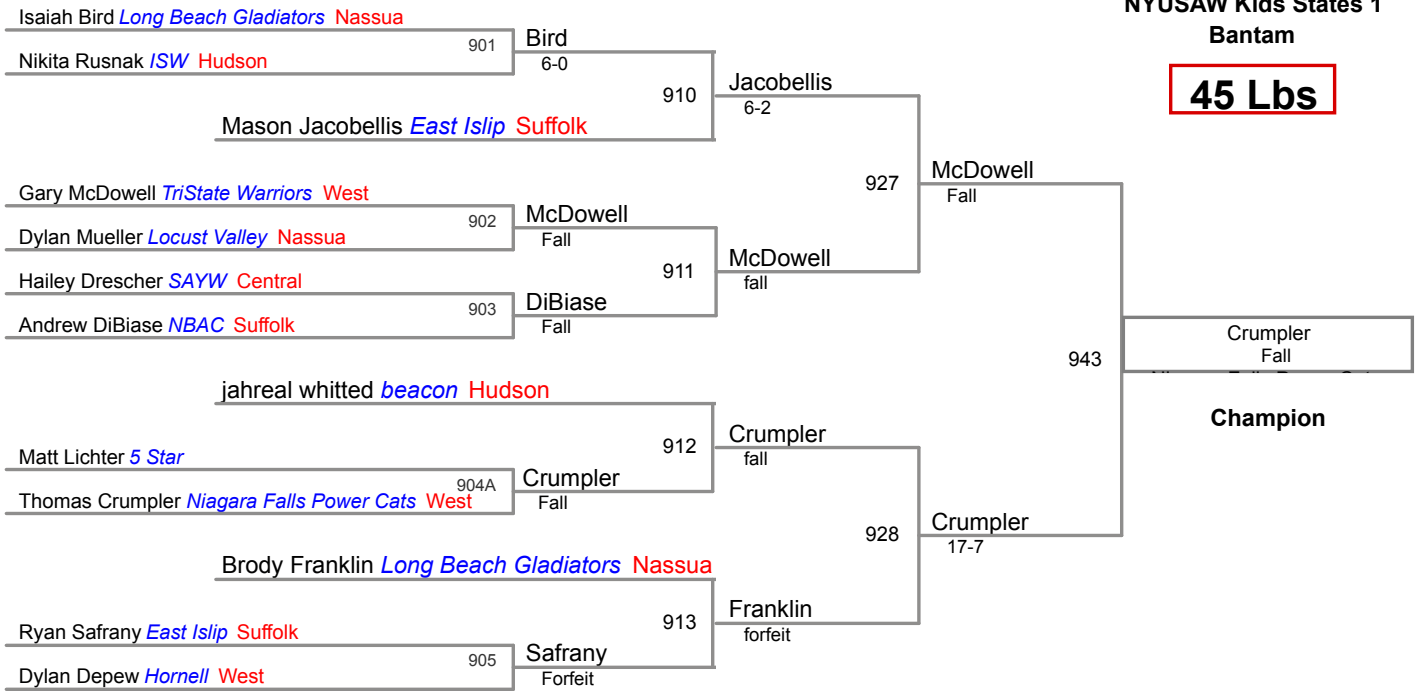 NYUSAW Kids States 1
Bantam
45 Lbs
Isaiah Bird Long Beach Gladiators Nassua
901
Bird
6-0
Nikita Rusnak ISW Hudson
910
Jacobellis
6-2
Mason Jacobellis East Islip Suffolk
927
McDowell
Fall
Gary McDowell TriState Warriors West
902
McDowell
Fall
Dylan Mueller Locust Valley Nassua
911
McDowell
fall
Hailey Drescher SAYW Central
903
DiBiase
Fall
Andrew DiBiase NBAC Suffolk
943
Crumpler
Fall
Champion
jahreal whitted beacon Hudson
912
Crumpler
fall
Matt Lichter 5 Star
904A
Crumpler
Fall
Thomas Crumpler Niagara Falls Power Cats West
928
Crumpler
17-7
Brody Franklin Long Beach Gladiators Nassua
913
Franklin
forfeit
Ryan Safrany East Islip Suffolk
905
Safrany
Forfeit
Dylan Depew Hornell West